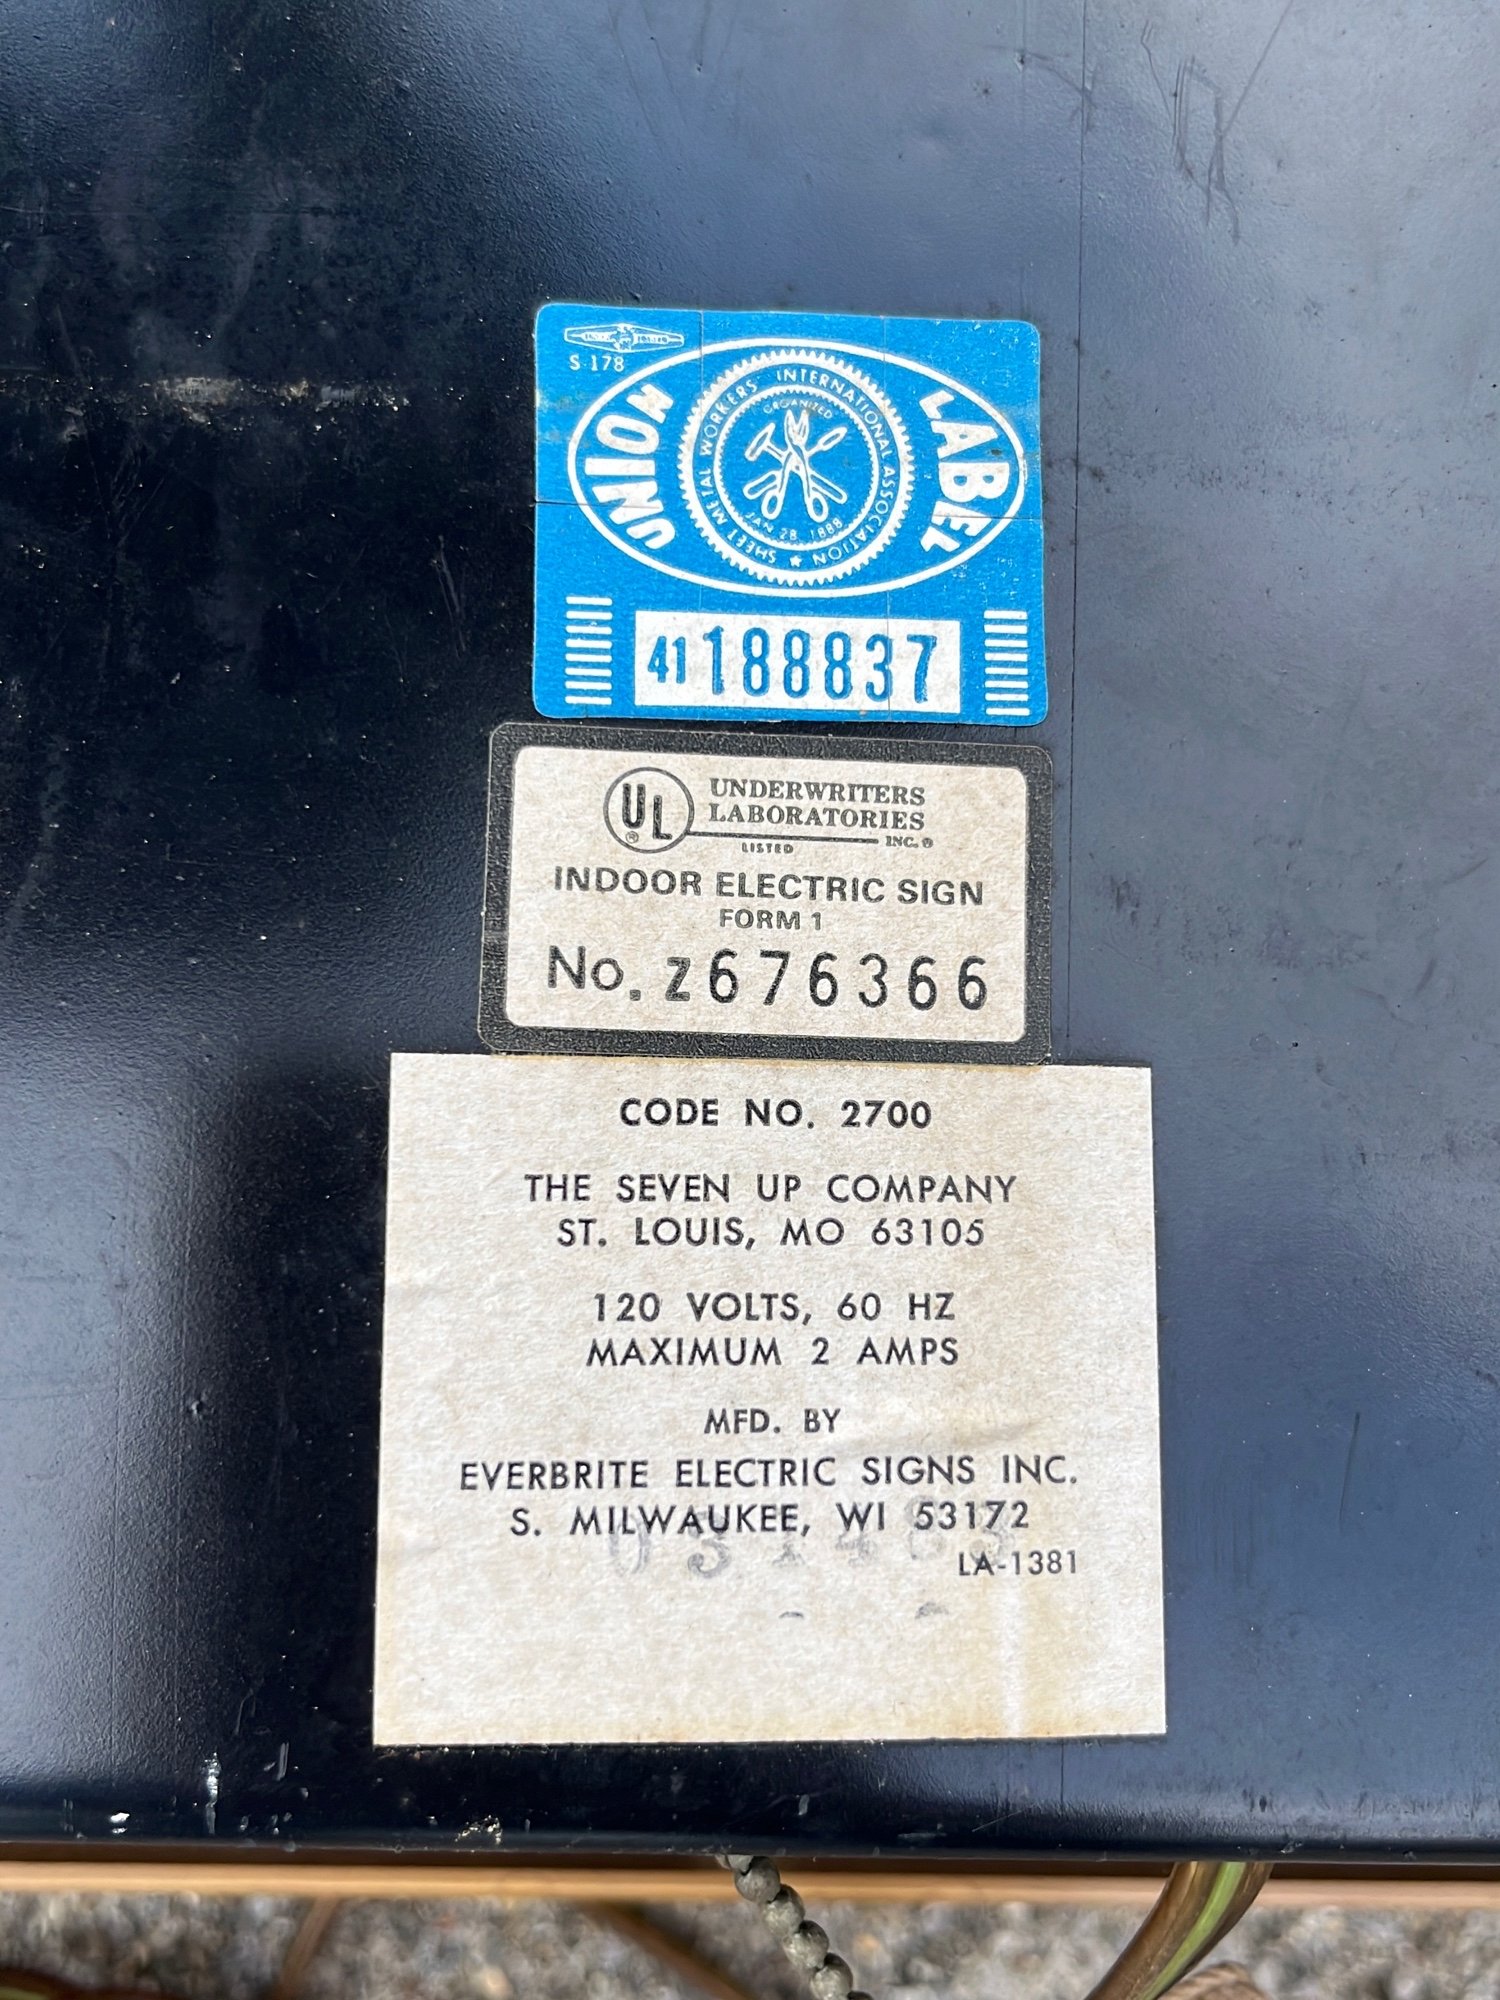 S 178
UNION LABEL
SHEET METAL WORKERS' INTERNATIONAL ASSOCIATION
ORGANIZED
JAN 28, 1888
41 188837
UL ®
UNDERWRITERS
LABORATORIES
INC. ®
LISTED
INDOOR ELECTRIC SIGN
FORM 1
No. Z676366
CODE NO. 2700
THE SEVEN UP COMPANY
ST. LOUIS, MO 63105
120 VOLTS, 60 HZ
MAXIMUM 2 AMPS
MFD. BY
EVERBRITE ELECTRIC SIGNS INC.
S. MILWAUKEE, WI 53172
LA-1381